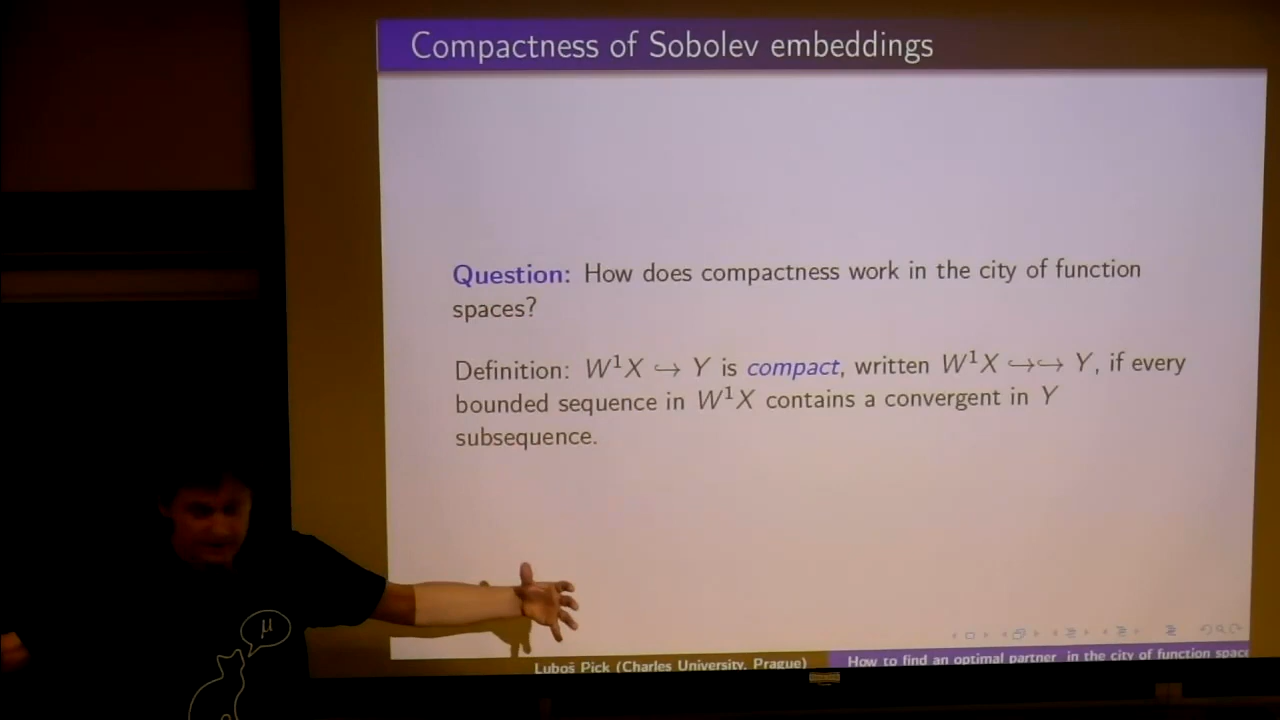 Compactness of Sobolev embeddings
Question: How does compactness work in the city of function
spaces?
Definition: W¹X ↪ Y is compact, written W¹X ↪↪ Y, if every
bounded sequence in W¹X contains a convergent in Y
subsequence.
μ
Luboš Pick (Charles University, Prague)
How to find an optimal partner in the city of function space